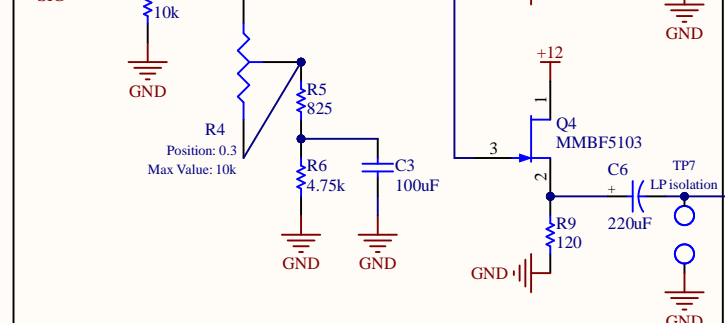 10k
GND
R4
Position: 0.3
Max Value: 10k
R5
825
R6
4.75k
C3
100uF
GND
GND
+12
1
Q4
MMBF5103
3
2
R9
120
GND
C6
+
220uF
TP7
LP isolation
GND
GND